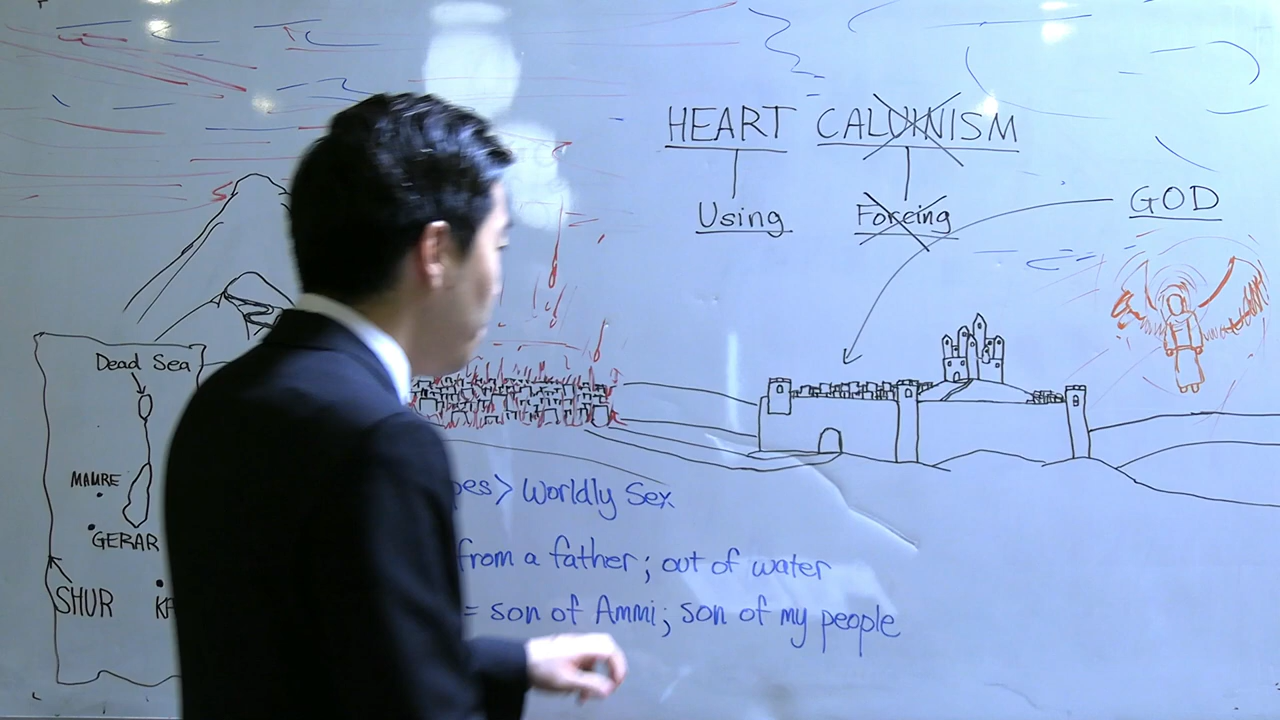 HEART CALVINISM
Using Forcing
GOD
Dead Sea
MAMRE
GERAR
SHUR
> Worldly Sex
from a father; out of water
= son of Ammi; son of my people